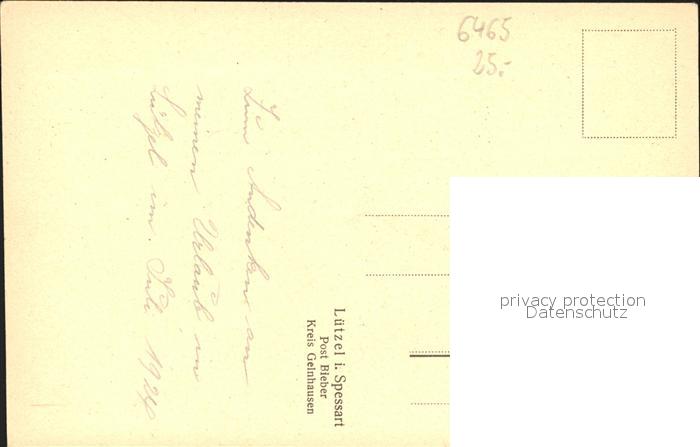 6465
25.-
Zum Andenken an
meinen Urlaub in
Lützel im Juli 1924
Lützel i. Spessart
Post Bieber
Kreis Gelnhausen
privacy protection
Datenschutz